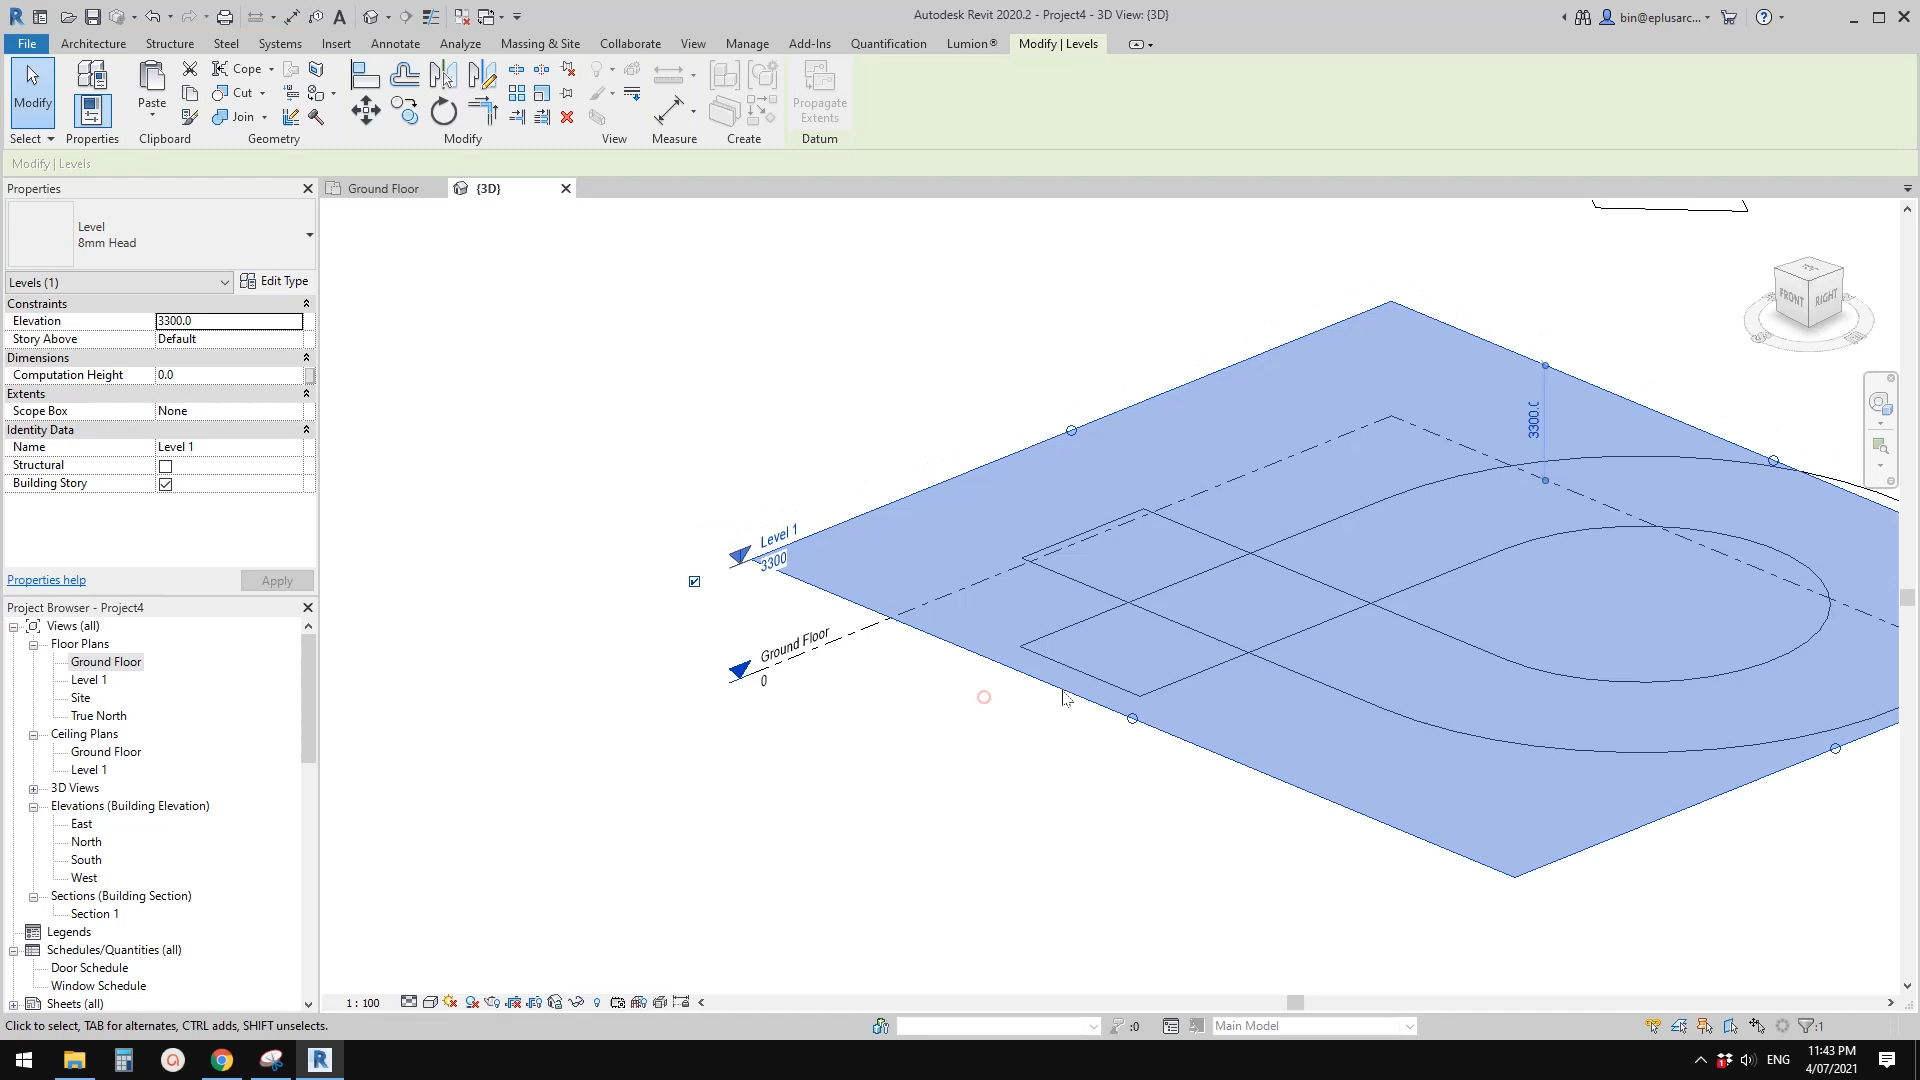 Autodesk Revit 2020.2 - Project4 - 3D View: {3D}
bin@eplusarc...
File Architecture Structure Steel Systems Insert Annotate Analyze Massing & Site Collaborate View Manage Add-Ins Quantification Lumion® Modify | Levels
Cope
Cut
Join
Modify
Paste
Propagate
Extents
Select Properties Clipboard Geometry Modify View Measure Create Datum
Modify | Levels
Properties
Ground Floor
{3D}
Level
8mm Head
Levels (1)
Edit Type
Constraints
Elevation 3300.0
Story Above Default
Dimensions
Computation Height 0.0
Extents
Scope Box None
Identity Data
Name Level 1
Structural
Building Story
Properties help
Apply
Project Browser - Project4
Views (all)
Floor Plans
Ground Floor
Level 1
Site
True North
Ceiling Plans
Ground Floor
Level 1
3D Views
Elevations (Building Elevation)
East
North
South
West
Sections (Building Section)
Section 1
Legends
Schedules/Quantities (all)
Door Schedule
Window Schedule
Sheets (all)
FRONT
RIGHT
3300.0
Level 1
3300
Ground Floor
0
1 : 100
Click to select, TAB for alternates, CTRL adds, SHIFT unselects.
:0
Main Model
:1
ENG
11:43 PM
4/07/2021